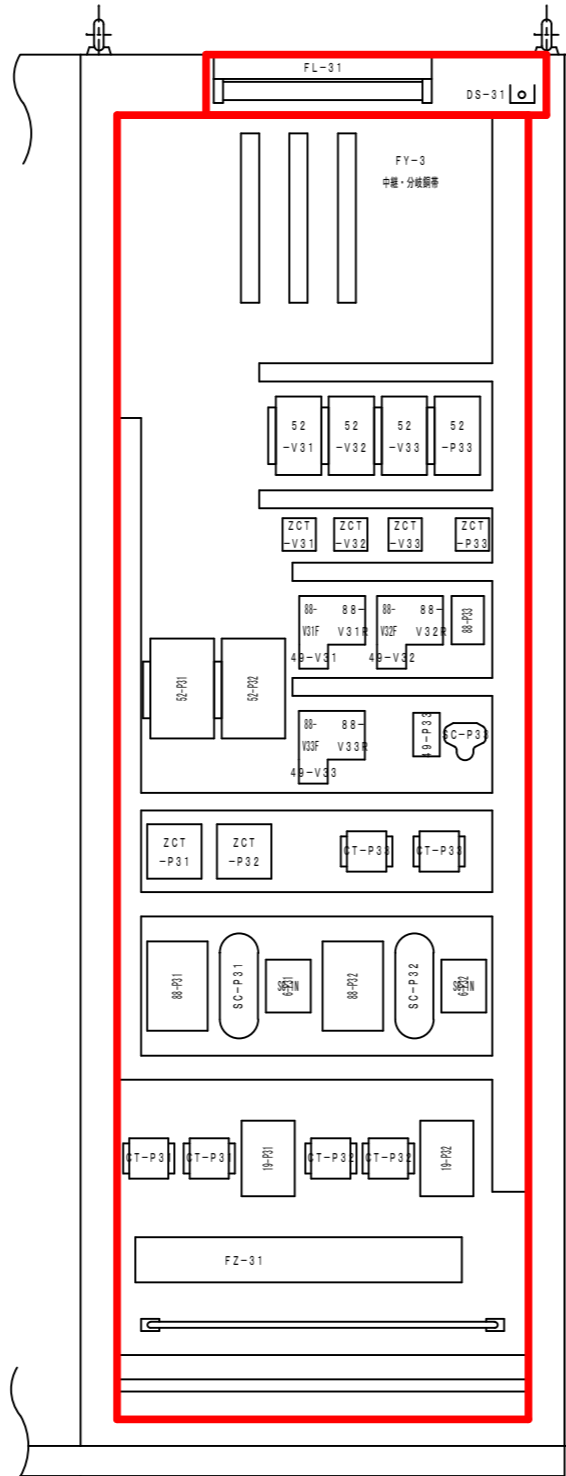 FL-31
DS-31
FY-3
中継・分岐銅帯
52
-V31
52
-V32
52
-V33
52
-P33
ZCT
-V31
ZCT
-V32
ZCT
-V33
ZCT
-P33
88-
V31F
88-
V31R
49-V31
88-
V32F
88-
V32R
49-V32
88-P33
52-P31
52-P32
88-
V33F
88-
V33R
49-V33
49-P33
SC-P33
ZCT
-P31
ZCT
-P32
CT-P33
CT-P33
88-P31
SC-P31
88-P32
SC-P32
CT-P31
CT-P31
19-P31
CT-P32
CT-P32
19-P32
FZ-31